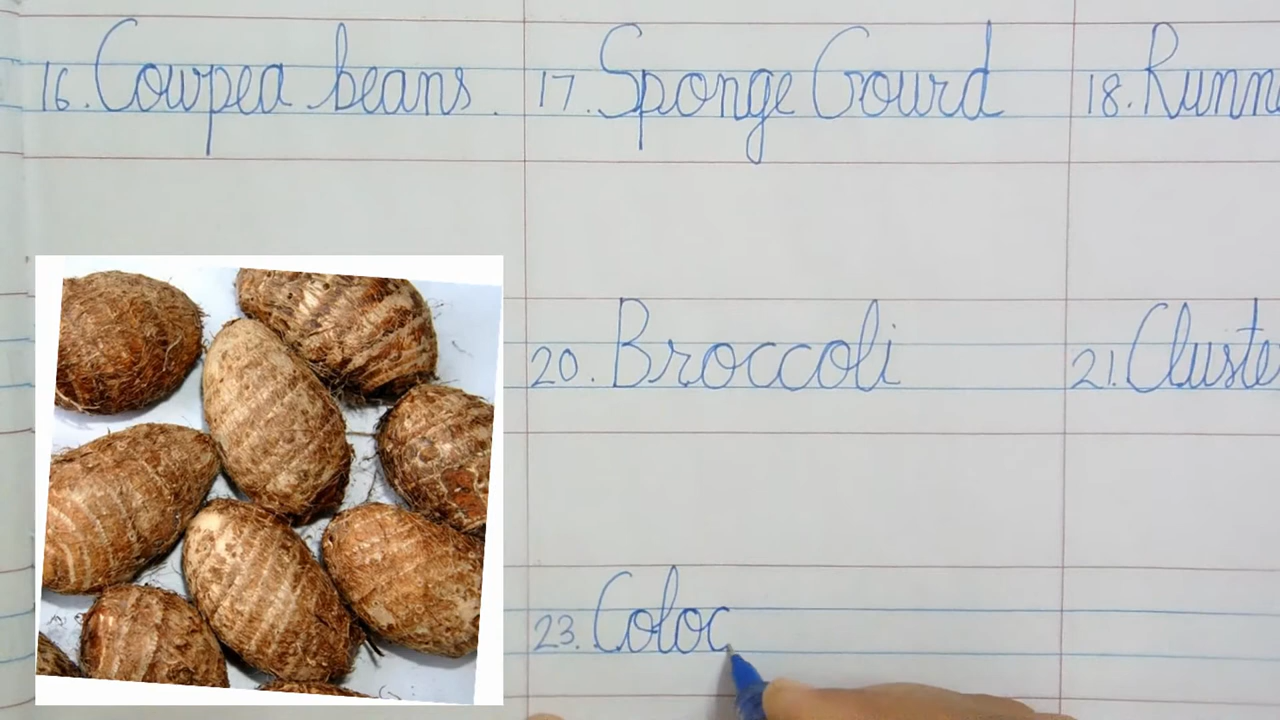 16. Cowpea beans. 17. Sponge Gourd 18. Runn
20. Broccoli 21. Cluste
23. Coloc